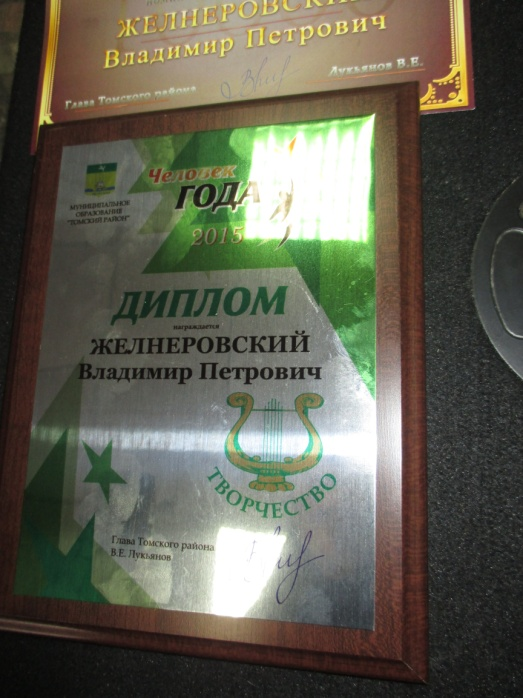 ЖЕЛНЕРОВСКИЙ
Владимир Петрович
Глава Томского района
Лукьянов В.Е.
МУНИЦИПАЛЬНОЕ
ОБРАЗОВАНИЕ
"ТОМСКИЙ РАЙОН"
Человек
ГОДА
2015
ДИПЛОМ
награждается
ЖЕЛНЕРОВСКИЙ
Владимир Петрович
ТВОРЧЕСТВО
Глава Томского района
В.Е. Лукьянов